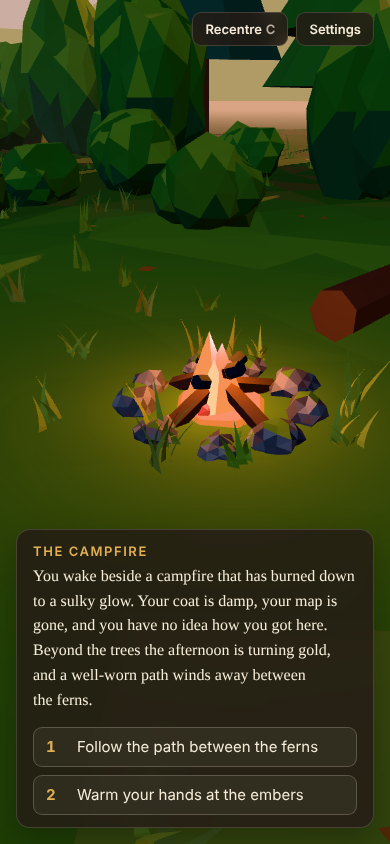 Recentre C
Settings
THE CAMPFIRE
You wake beside a campfire that has burned down
to a sulky glow. Your coat is damp, your map is
gone, and you have no idea how you got here.
Beyond the trees the afternoon is turning gold,
and a well-worn path winds away between
the ferns.
1 Follow the path between the ferns
2 Warm your hands at the embers